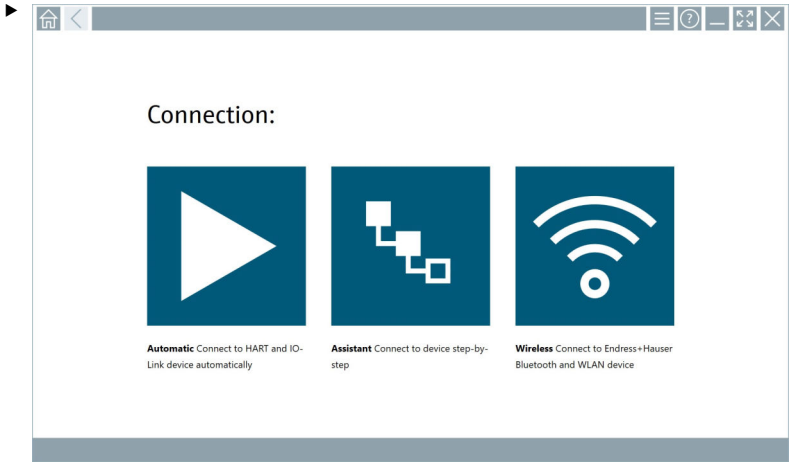 Connection:
Automatic Connect to HART and IO-
Link device automatically
Assistant Connect to device step-by-
step
Wireless Connect to Endress+Hauser
Bluetooth and WLAN device